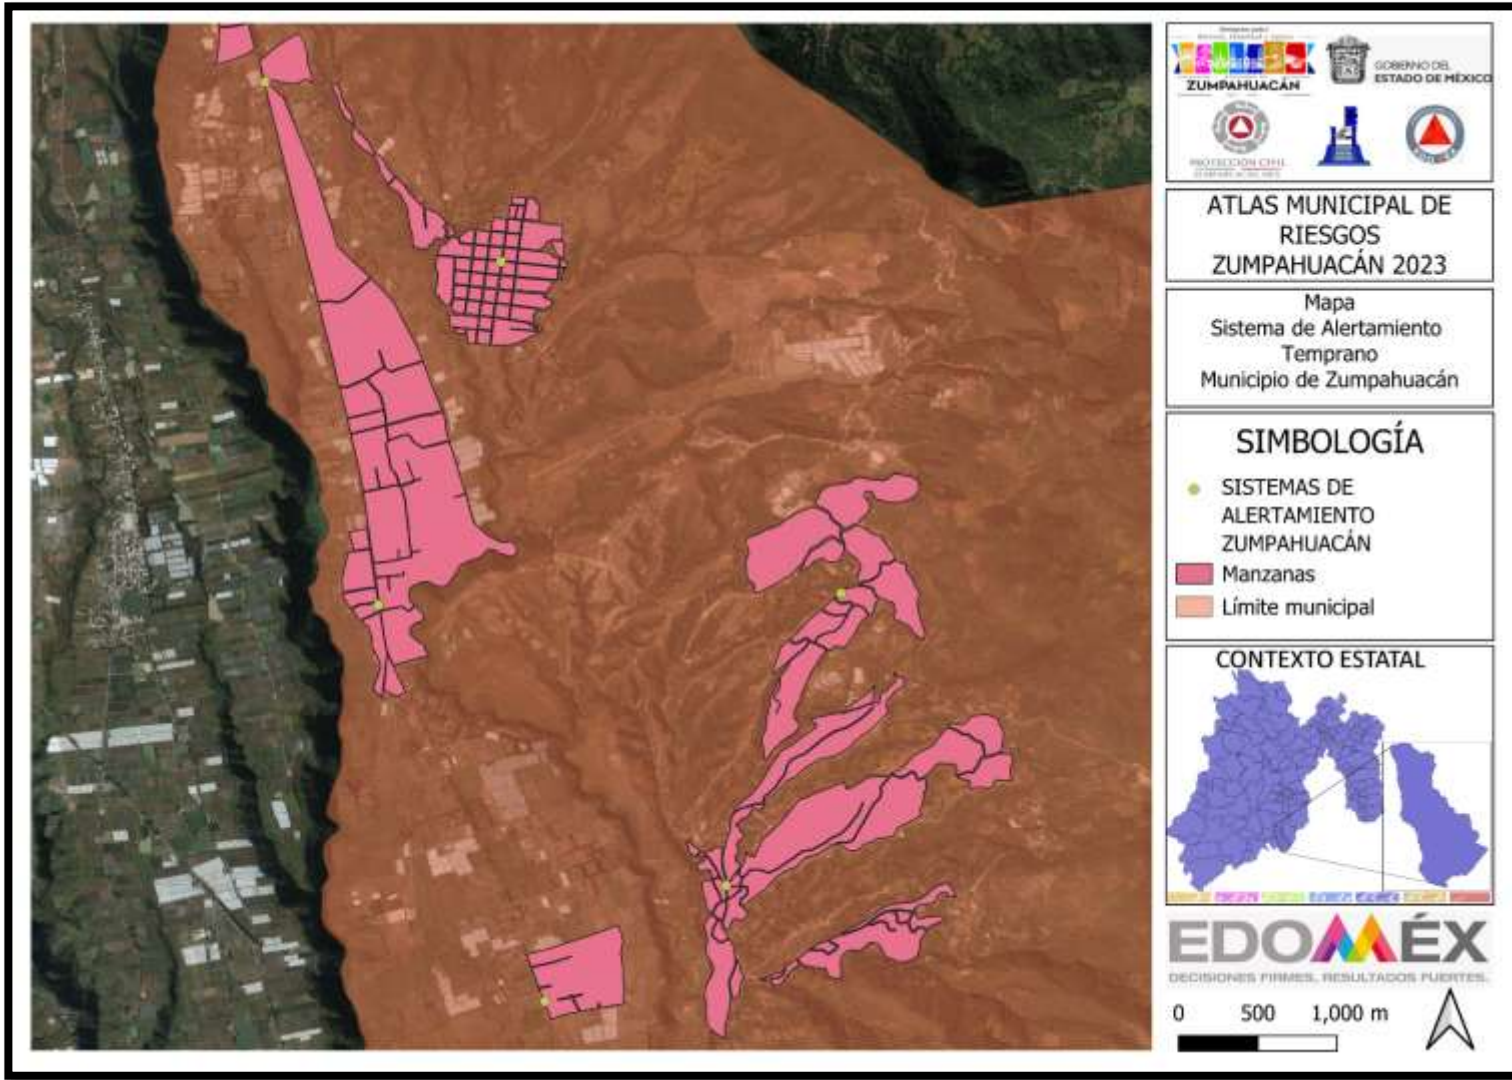 ZUMPAHUACÁN
GOBIERNO DEL
ESTADO DE MÉXICO
PROTECCIÓN CIVIL
ATLAS MUNICIPAL DE
RIESGOS
ZUMPAHUACÁN 2023
Mapa
Sistema de Alertamiento
Temprano
Municipio de Zumpahuacán
SIMBOLOGÍA
SISTEMAS DE
ALERTAMIENTO
ZUMPAHUACÁN
Manzanas
Límite municipal
CONTEXTO ESTATAL
EDOMÉX
DECISIONES FIRMES, RESULTADOS FUERTES.
0 500 1,000 m